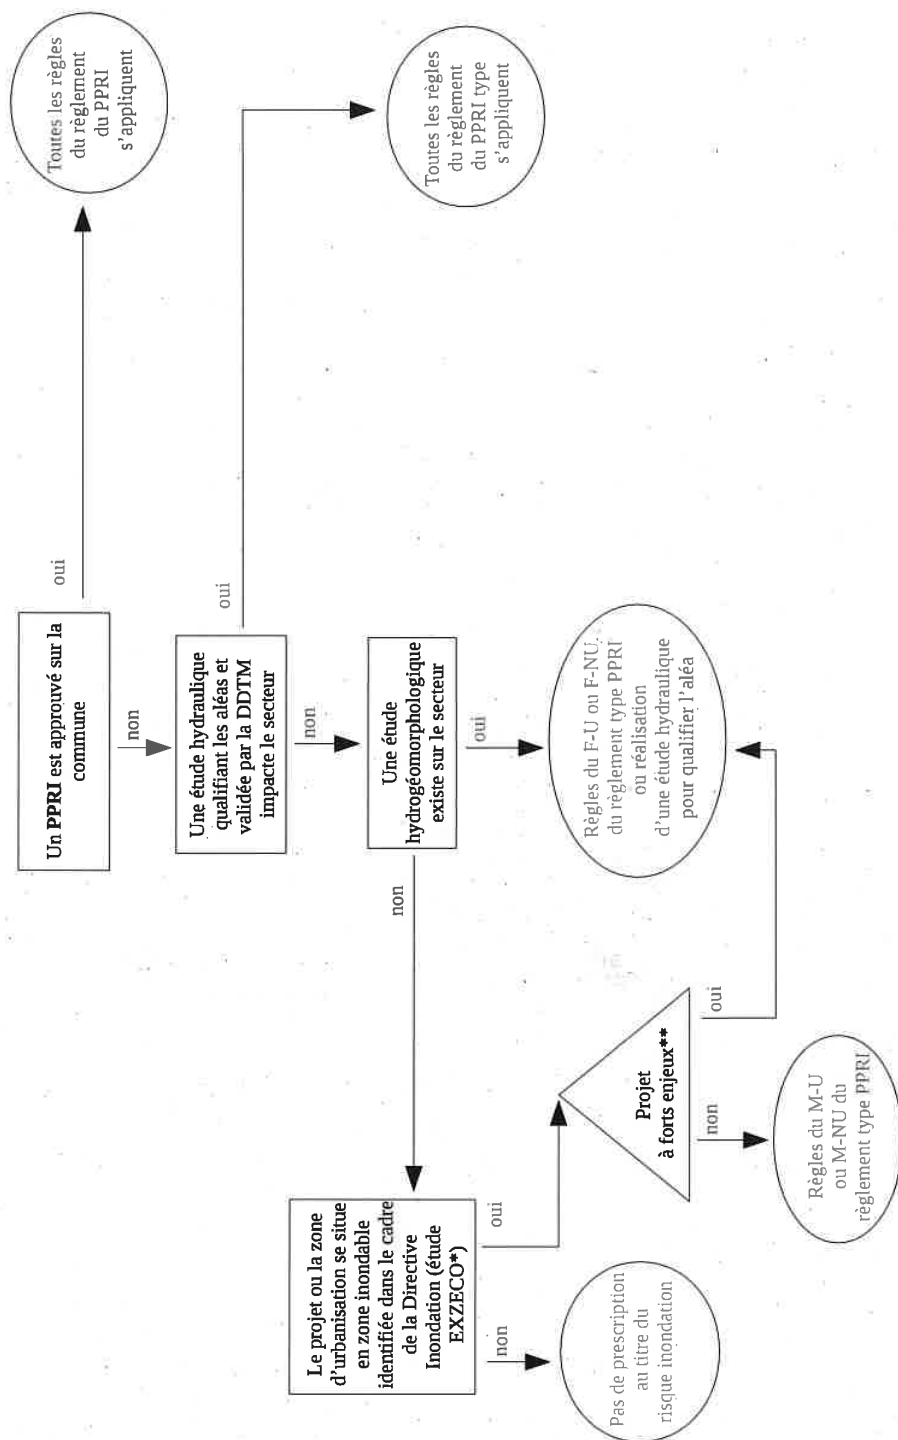 Un PPRI est approuvé sur la
commune
oui
Toutes les règles
du règlement
du PPRI
s'appliquent
non
Une étude hydraulique
qualifiant les aléas et
validée par la DDTM
impacte le secteur
oui
Toutes les règles
du règlement
du PPRI type
s'appliquent
non
Une étude
hydrogéomorphologique
existe sur le secteur
oui
Règles du F-U ou F-NU
du règlement type PPRI
ou réalisation
d'une étude hydraulique
pour qualifier l'aléa
non
Le projet ou la zone
d'urbanisation se situe
en zone inondable
identifiée dans le cadre
de la Directive
Inondation (étude
EXZECO*)
oui
Projet
à forts enjeux**
oui
non
Règles du M-U
ou M-NU du
règlement type PPRI
non
Pas de prescription
au titre du
risque inondation